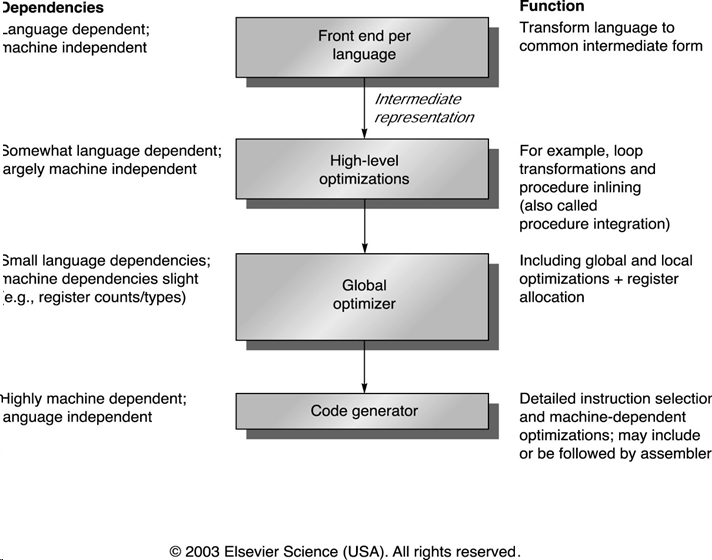 Dependencies
Language dependent;
machine independent
Function
Transform language to
common intermediate form
Front end per
language
Intermediate
representation
Somewhat language dependent;
largely machine independent
High-level
optimizations
For example, loop
transformations and
procedure inlining
(also called
procedure integration)
Small language dependencies;
machine dependencies slight
(e.g., register counts/types)
Global
optimizer
Including global and local
optimizations + register
allocation
Highly machine dependent;
language independent
Code generator
Detailed instruction selection
and machine-dependent
optimizations; may include
or be followed by assembler
© 2003 Elsevier Science (USA). All rights reserved.